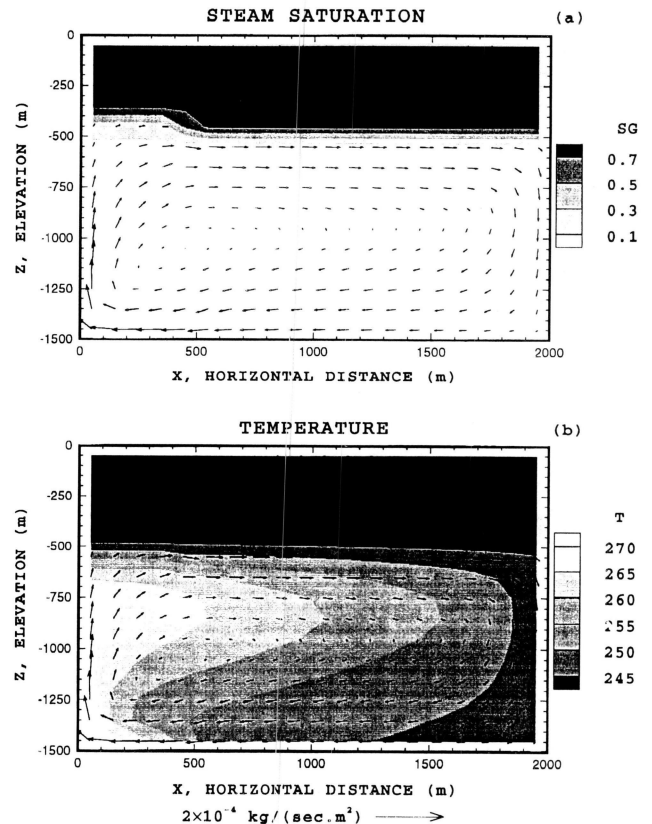 STEAM SATURATION (a)
0
-250
-500
-750
-1000
-1250
-1500
Z, ELEVATION (m)
0 500 1000 1500 2000
X, HORIZONTAL DISTANCE (m)
SG
0.7
0.5
0.3
0.1
TEMPERATURE (b)
0
-250
-500
-750
-1000
-1250
-1500
Z, ELEVATION (m)
0 500 1000 1500 2000
X, HORIZONTAL DISTANCE (m)
T
270
265
260
255
250
245
2×10⁻⁴ kg/(sec.m²)